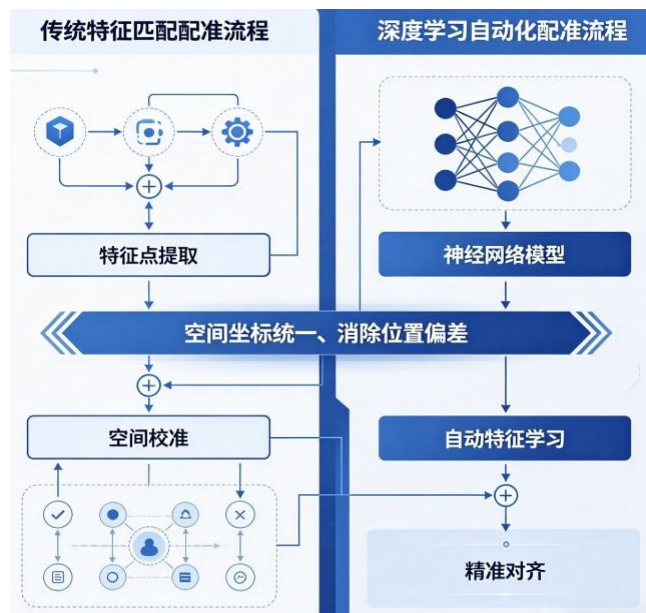 传统特征匹配配准流程
深度学习自动化配准流程
特征点提取
神经网络模型
空间坐标统一、消除位置偏差
空间校准
自动特征学习
精准对齐